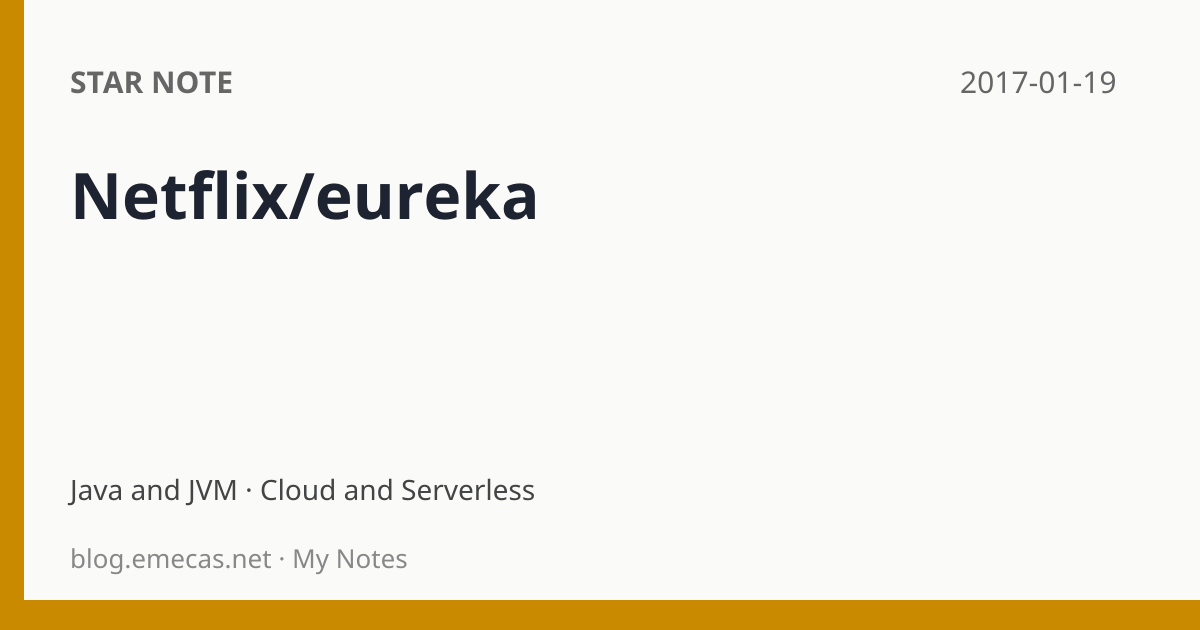 STAR NOTE 2017-01-19
Netflix/eureka
Java and JVM · Cloud and Serverless
blog.emecas.net · My Notes